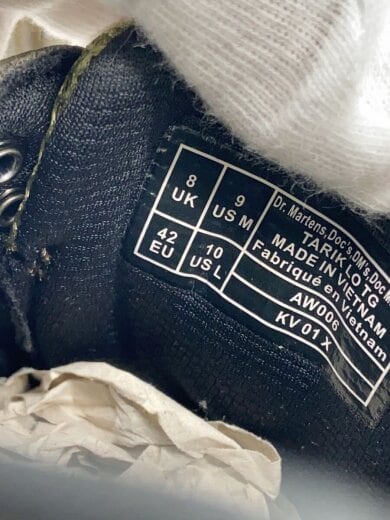 8
UK
9
US M
42
EU
10
US L
Dr. Martens, Doc's, DM's, Doc M
TARIK LO TG
MADE IN VIETNAM
Fabriqué en Vietnam
AW006
KV 01 X